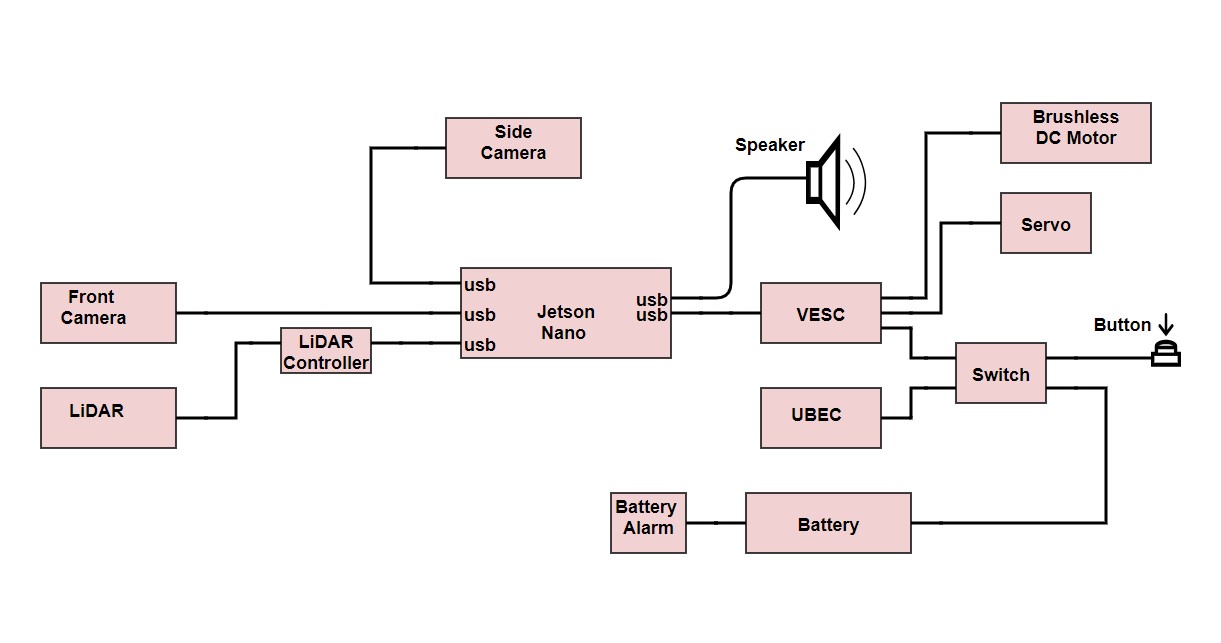 Side
Camera
Speaker
Brushless
DC Motor
Servo
Front
Camera
usb
usb
usb
Jetson
Nano
usb
usb
VESC
Button
LiDAR
Controller
Switch
LiDAR
UBEC
Battery
Alarm
Battery